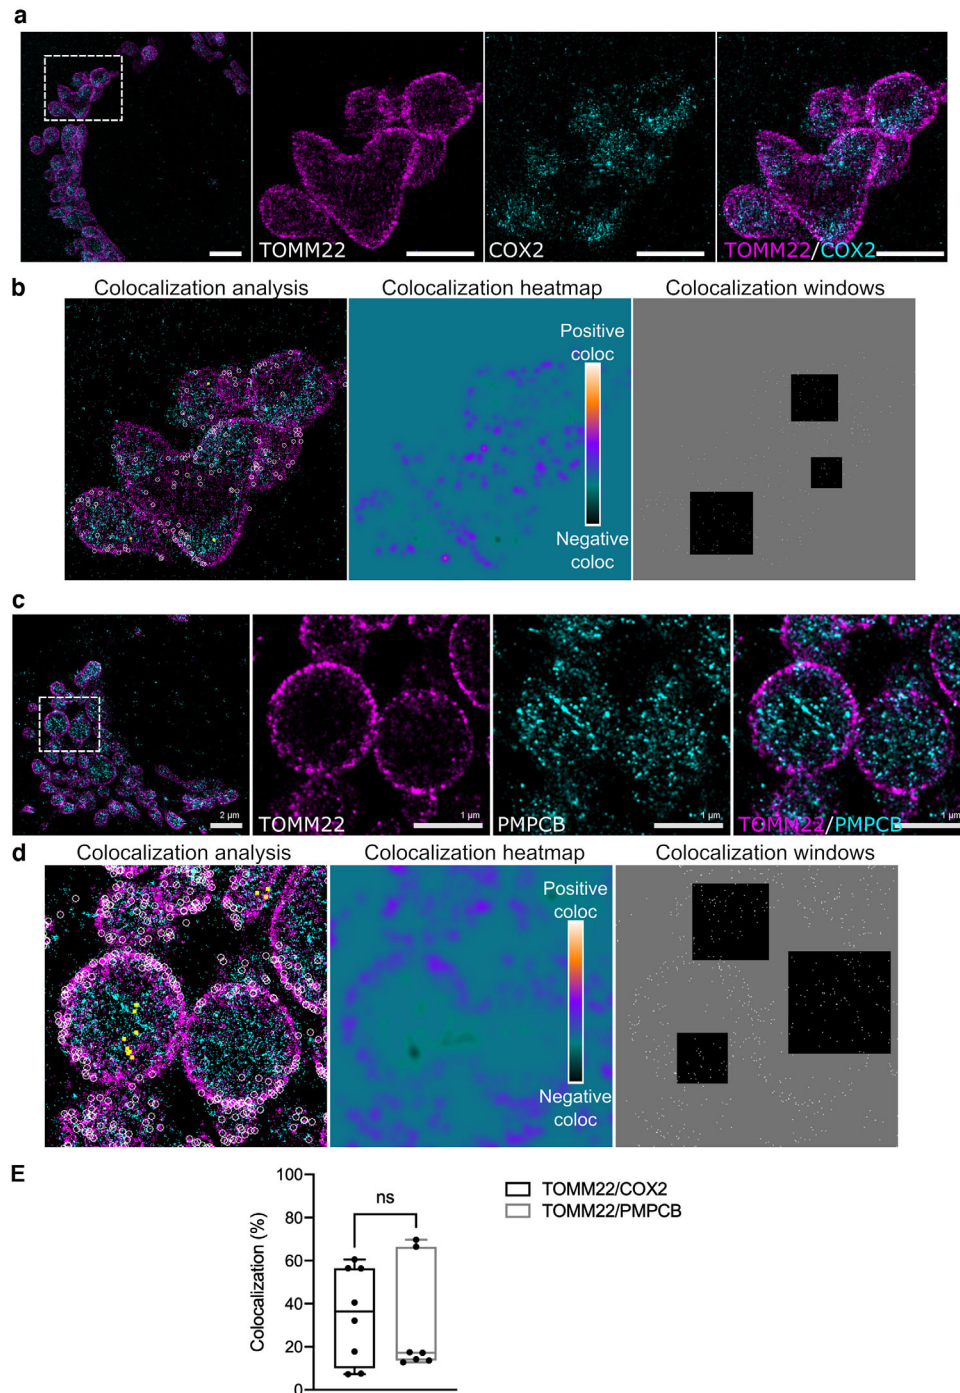 a
TOMM22
COX2
TOMM22/COX2
b
Colocalization analysis
Colocalization heatmap
Colocalization windows
Positive
coloc
Negative
coloc
c
2 μm
TOMM22
1 μm
PMPCB
1 μm
TOMM22/PMPCB
1 μm
d
Colocalization analysis
Colocalization heatmap
Colocalization windows
Positive
coloc
Negative
coloc
E
Colocalization (%)
100
80
60
40
20
0
ns
TOMM22/COX2
TOMM22/PMPCB